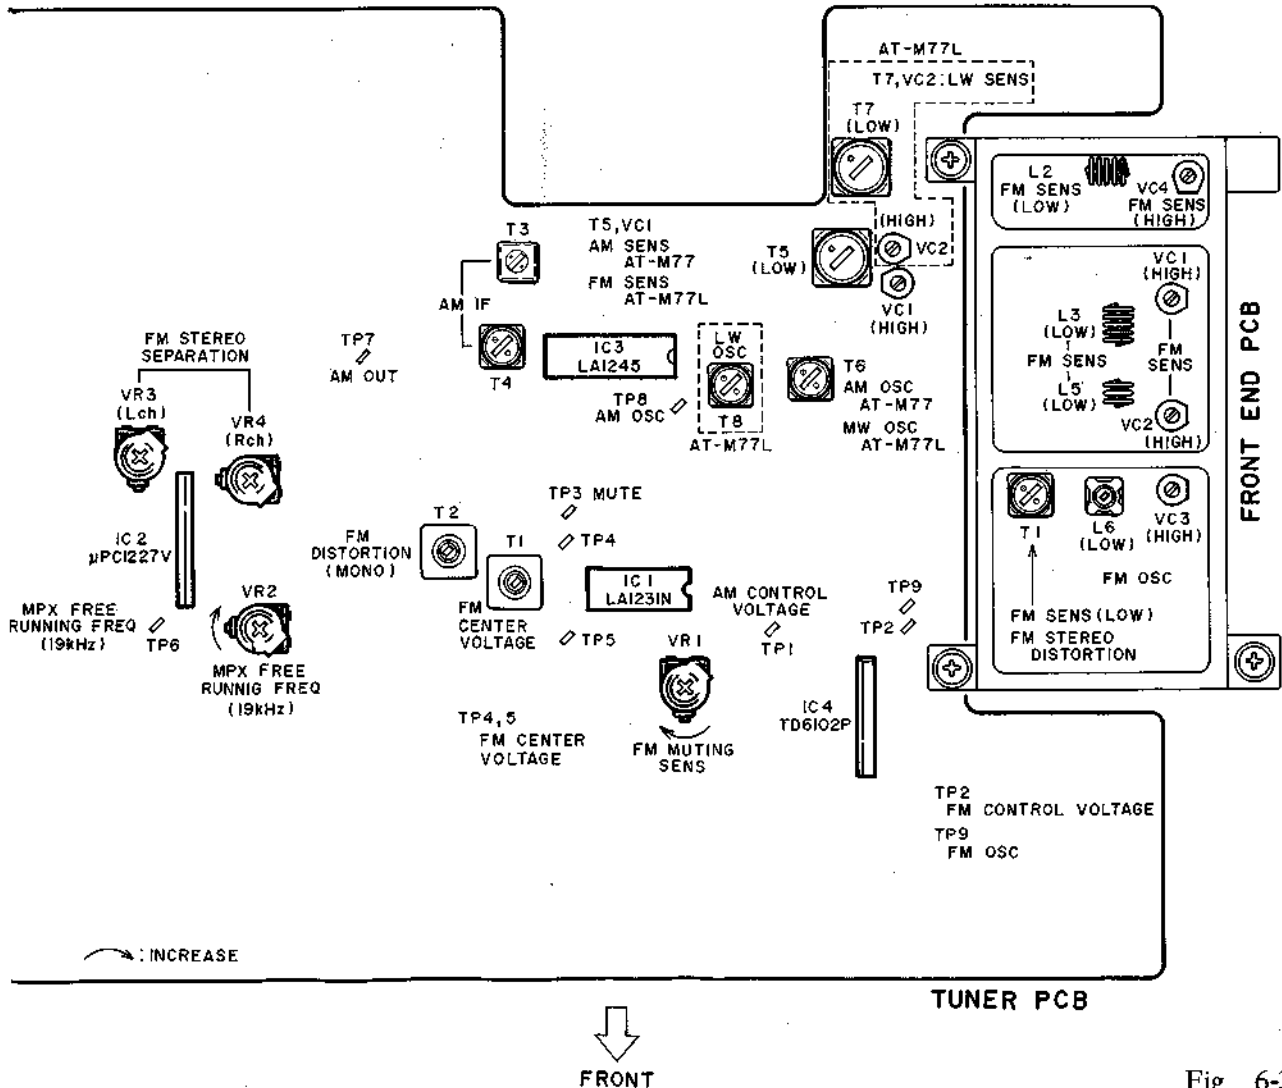 AT-M77L
T7,VC2:LW SENS
T7
(LOW)
L2
FM SENS
(LOW)
VC4
FM SENS
(HIGH)
T3
T5,VC1
AM SENS
AT-M77
FM SENS
AT-M77L
T5
(LOW)
(HIGH)
VC2
VC1
(HIGH)
VC1
(HIGH)
AM IF
L3
(LOW)
FM SENS
L5
(LOW)
FM
SENS
VC2
(HIGH)
FM STEREO
SEPARATION
TP7
AM OUT
T4
IC3
LA1245
LW
OSC
T8
AT-M77L
TP8
AM OSC
T6
AM OSC
AT-M77
MW OSC
AT-M77L
VR3
(Lch)
VR4
(Rch)
FRONT END PCB
IC2
μPC1227V
FM
DISTORTION
(MONO)
T2
T1
FM
CENTER
VOLTAGE
TP3 MUTE
TP4
IC1
LA1231N
TP5
T1
L6
(LOW)
VC3
(HIGH)
FM OSC
FM SENS(LOW)
FM STEREO
DISTORTION
MPX FREE
RUNNING FREQ
(19kHz)
TP6
VR2
MPX FREE
RUNNIG FREQ
(19kHz)
AM CONTROL
VOLTAGE
TP1
TP9
TP2
VR1
FM MUTING
SENS
IC4
TD6102P
TP4,5
FM CENTER
VOLTAGE
TP2
FM CONTROL VOLTAGE
TP9
FM OSC
:INCREASE
TUNER PCB
FRONT
Fig. 6-